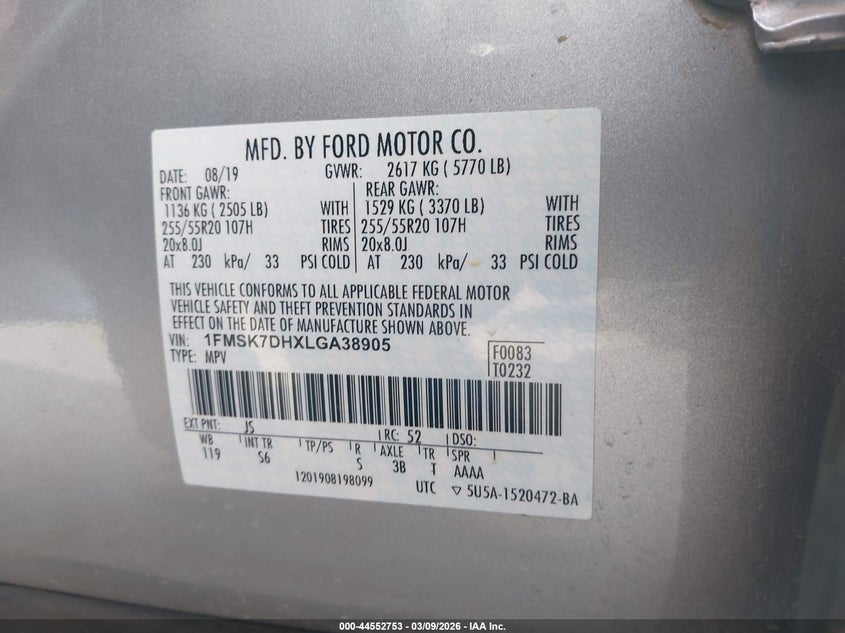 MFD. BY FORD MOTOR CO.
DATE: 08/19 GVWR: 2617 KG ( 5770 LB)
FRONT GAWR: REAR GAWR:
1136 KG ( 2505 LB) WITH 1529 KG ( 3370 LB) WITH
255/55R20 107H TIRES 255/55R20 107H TIRES
20x8.0J RIMS 20x8.0J RIMS
AT 230 kPa/ 33 PSI COLD AT 230 kPa/ 33 PSI COLD
THIS VEHICLE CONFORMS TO ALL APPLICABLE FEDERAL MOTOR
VEHICLE SAFETY AND THEFT PREVENTION STANDARDS IN
EFFECT ON THE DATE OF MANUFACTURE SHOWN ABOVE.
VIN: 1FMSK7DHXLGA38905
TYPE: MPV
F0083
T0232
EXT PNT: JS RC: 52 DSO:
WB INT TR TP/PS R AXLE TR SPR
119 S6 S 3B T AAAA
1201908198099
UTC ▽ 5U5A-1520472-BA
000-44552753 - 03/09/2026 - IAA Inc.